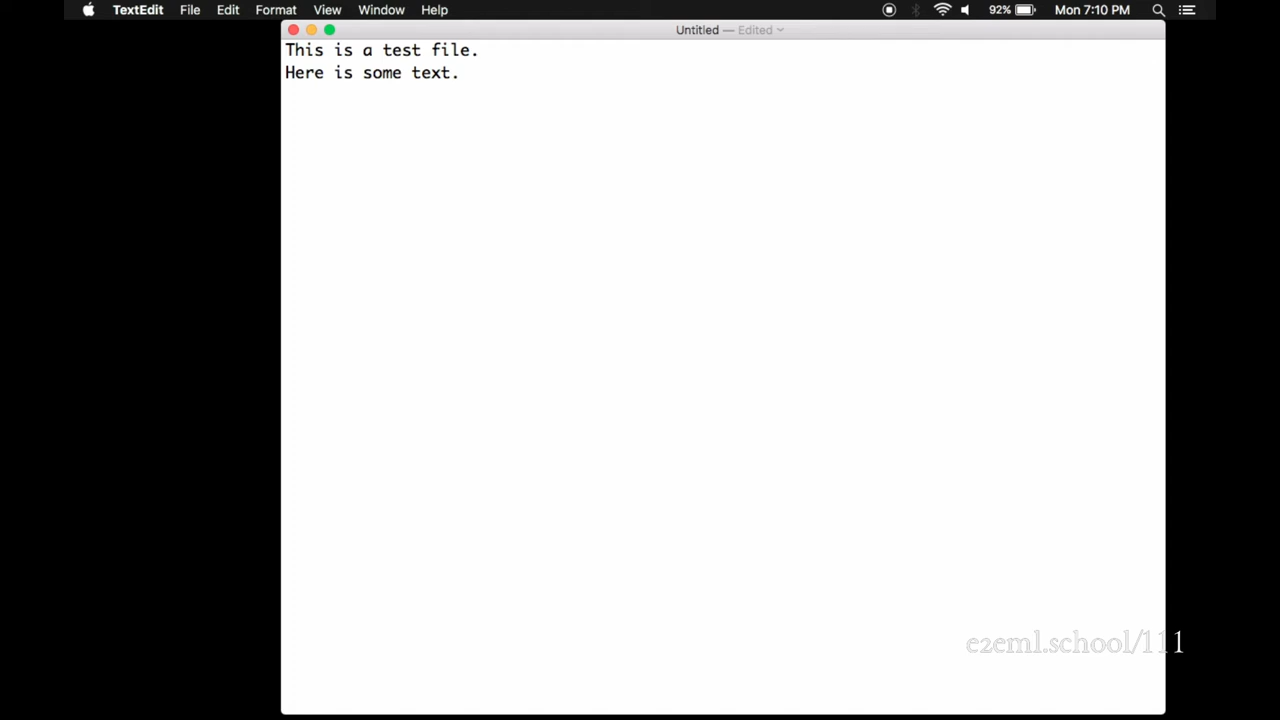 TextEdit File Edit Format View Window Help 92% Mon 7:10 PM
Untitled — Edited
This is a test file.
Here is some text.
e2eml.school/111